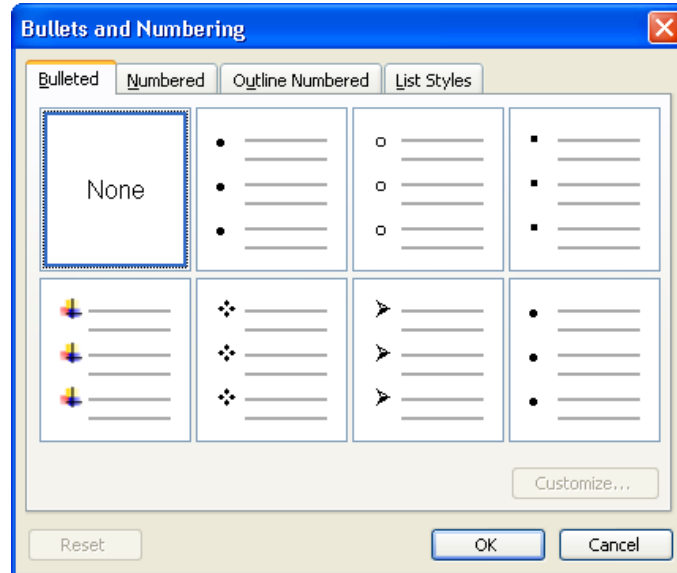 Bullets and Numbering
Bulleted Numbered Outline Numbered List Styles
None
Customize...
Reset OK Cancel